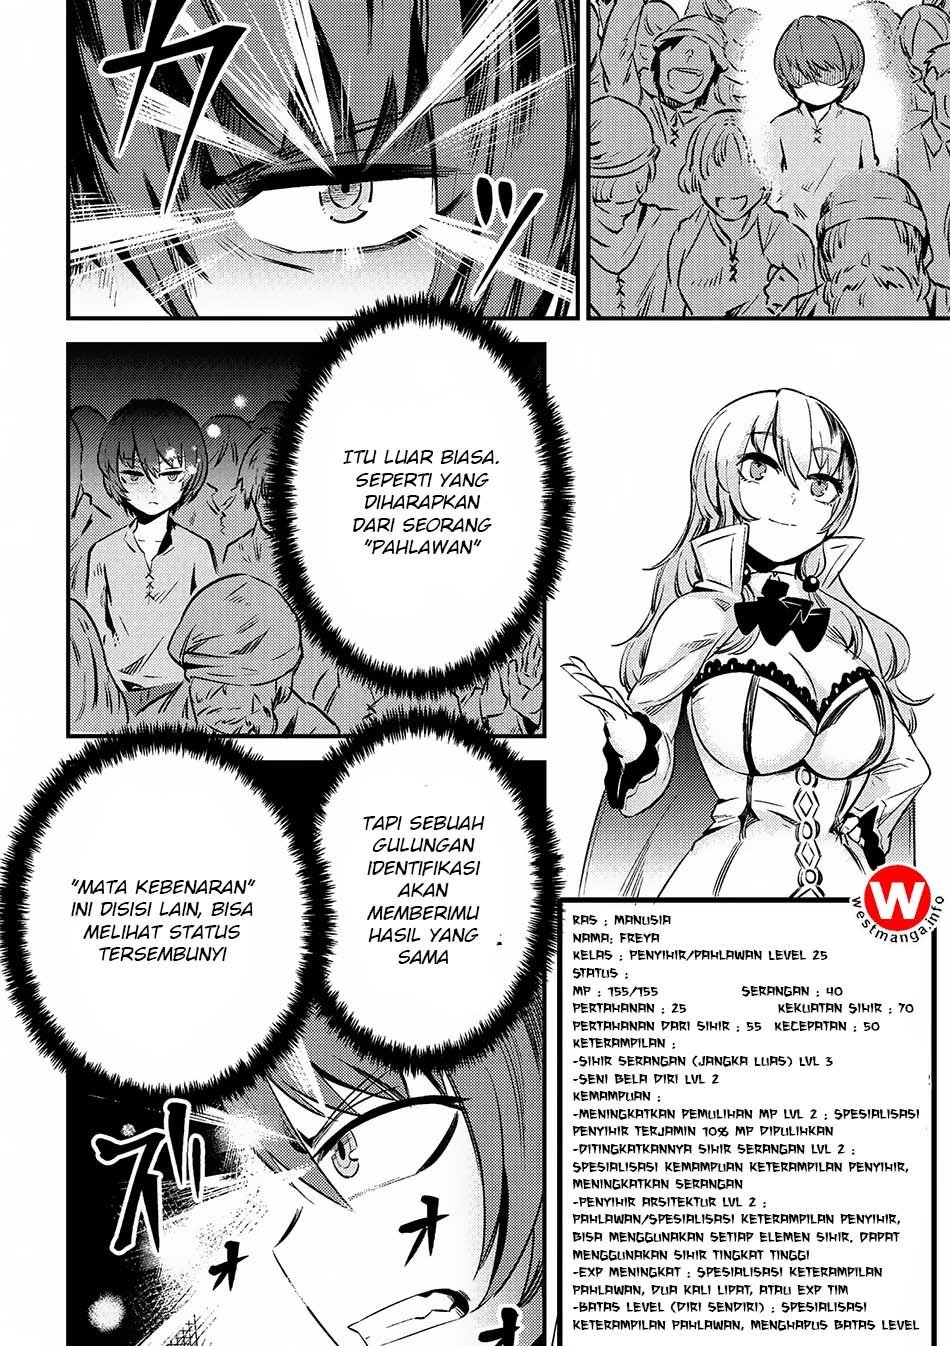 カッ
ITU LUAR BIASA.
SEPERTI YANG
DIHARAPKAN
DARI SEORANG
"PAHLAWAN"
TAPI SEBUAH
GULUNGAN
IDENTIFIKASI
AKAN
MEMBERIMU
HASIL YANG
SAMA
"MATA KEBENARAN"
INI DISISI LAIN, BISA
MELIHAT STATUS
TERSEMBUNYI
W
westmanga.info
RAS : MANUSIA
NAMA: FREYA
KELAS : PENYIHIR/PAHLAWAN LEVEL 25
STATUS :
MP : 155/155 SERANGAN : 40
PERTAHANAN : 25 KEKUATAN SIHIR : 70
PERTAHANAN DARI SIHIR : 55 KECEPATAN : 50
KETERAMPILAN :
-SIHIR SERANGAN (JANGKA LUAS) LVL 3
-SENI BELA DIRI LVL 2
KEMAMPUAN :
-MENINGKATKAN PEMULIHAN MP LVL 2 : SPESIALISASI
PENYIHIR TERJAMIN 10% MP DIPULIHKAN
-DITINGKATKANNYA SIHIR SERANGAN LVL 2 :
SPESIALISASI KEMAMPUAN KETERAMPILAN PENYIHIR,
MENINGKATKAN SERANGAN
-PENYIHIR ARSITEKTUR LVL 2 :
PAHLAWAN/SPESIALISASI KETERAMPILAN PENYIHIR,
BISA MENGGUNAKAN SETIAP ELEMEN SIHIR, DAPAT
MENGGUNAKAN SIHIR TINGKAT TINGGI
-EXP MENINGKAT : SPESIALISASI KETERAMPILAN
PAHLAWAN, DUA KALI LIPAT, ATAU EXP TIM
-BATAS LEVEL (DIRI SENDIRI) : SPESIALISASI
KETERAMPILAN PAHLAWAN, MENGHAPUS BATAS LEVEL
ズオオ